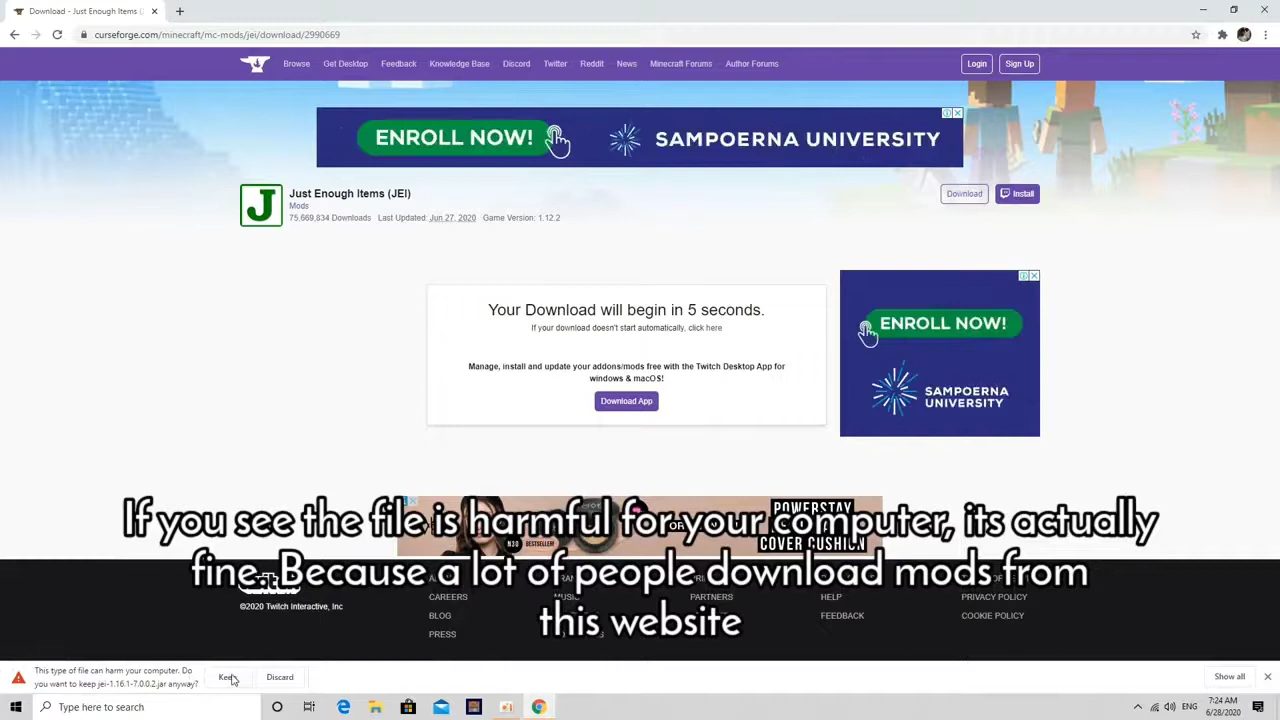 Download - Just Enough Items (
curseforge.com/minecraft/mc-mods/jei/download/2990669
Browse Get Desktop Feedback Knowledge Base Discord Twitter Reddit News Minecraft Forums Author Forums Login Sign Up
ENROLL NOW! SAMPOERNA UNIVERSITY
Just Enough Items (JEI)
Mods
75,669,834 Downloads Last Updated: Jun 27, 2020 Game Version: 1.12.2
Download Install
Your Download will begin in 5 seconds.
If your download doesn't start automatically, click here
Manage, install and update your addons/mods free with the Twitch Desktop App for
windows & macOS!
Download App
ENROLL NOW!
SAMPOERNA
UNIVERSITY
POWERSTAY
COVER CUSHION
BESTSELLER!
If you see the file is harmful for your computer, its actually
fine. Because a lot of people download mods from
this website
©2020 Twitch Interactive, Inc
CAREERS PARTNERS HELP PRIVACY POLICY
BLOG FEEDBACK COOKIE POLICY
PRESS
This type of file can harm your computer. Do
you want to keep jei-1.16.1-7.0.0.2.jar anyway?
Discard
Show all
Type here to search
ENG
7:24 AM
6/28/2020